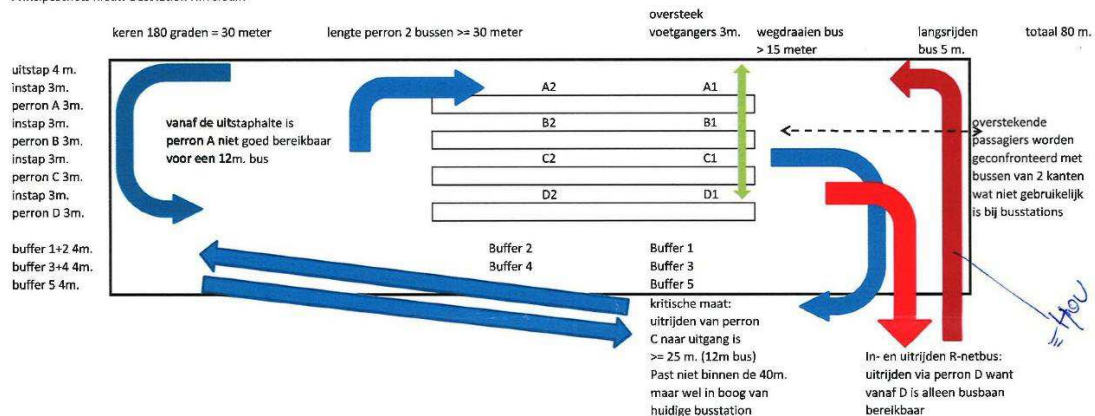 keren 180 graden = 30 meter
lengte perron 2 bussen >= 30 meter
oversteek
voetgangers 3m.
wegdraaien bus
> 15 meter
langsrijden
bus 5 m.
totaal 80 m.
uitstap 4 m.
instap 3m.
perron A 3m.
instap 3m.
perron B 3m.
instap 3m.
perron C 3m.
instap 3m.
perron D 3m.
buffer 1+2 4m.
buffer 3+4 4m.
buffer 5 4m.
vanaf de uitstaphalte is
perron A niet goed bereikbaar
voor een 12m. bus
A2 A1
B2 B1
C2 C1
D2 D1
Buffer 2 Buffer 1
Buffer 4 Buffer 3
Buffer 5
overstekende
passagiers worden
geconfronteerd met
bussen van 2 kanten
wat niet gebruikelijk
is bij busstations
kritische maat:
uitrijden van perron
C naar uitgang is
>= 25 m. (12m bus)
Past niet binnen de 40m.
maar wel in boog van
huidige busstation
In- en uitrijden R-netbus:
uitrijden via perron D want
vanaf D is alleen busbaan
bereikbaar
= HOV